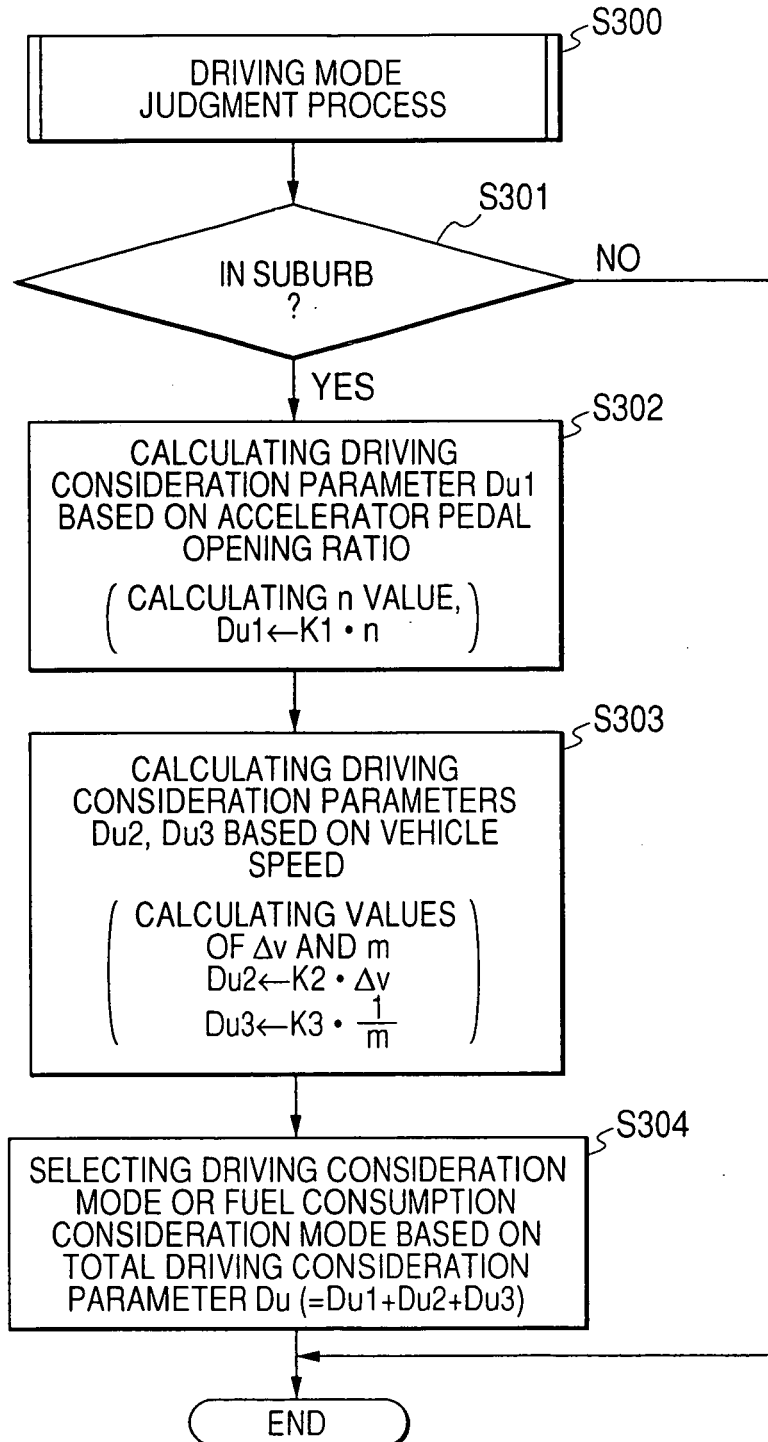 S300
DRIVING MODE
JUDGMENT PROCESS
S301
IN SUBURB
?
NO
YES
S302
CALCULATING DRIVING
CONSIDERATION PARAMETER Du1
BASED ON ACCELERATOR PEDAL
OPENING RATIO
( CALCULATING n VALUE,
Du1←K1 • n )
S303
CALCULATING DRIVING
CONSIDERATION PARAMETERS
Du2, Du3 BASED ON VEHICLE
SPEED
( CALCULATING VALUES
OF Δv AND m
Du2←K2 • Δv
Du3←K3 • 1/m )
S304
SELECTING DRIVING CONSIDERATION
MODE OR FUEL CONSUMPTION
CONSIDERATION MODE BASED ON
TOTAL DRIVING CONSIDERATION
PARAMETER Du (=Du1+Du2+Du3)
END